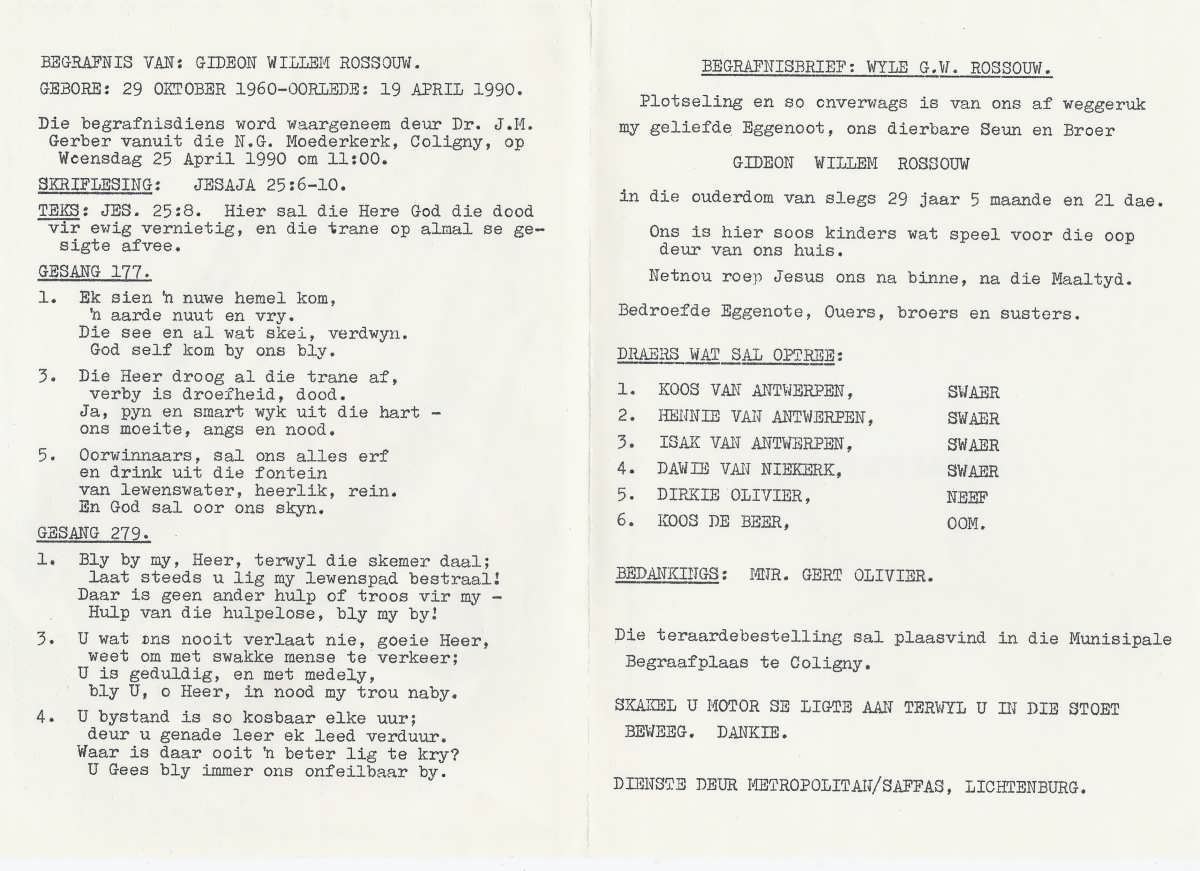 BEGRAFNIS VAN: GIDEON WILLEM ROSSOUW.
GEBORE: 29 OKTOBER 1960-OORLEDE: 19 APRIL 1990.
Die begrafnisdiens word waargeneem deur Dr. J.M.
Gerber vanuit die N.G. Moederkerk, Coligny, op
Woensdag 25 April 1990 om 11:00.
SKRIFLESING: JESAJA 25:6-10.
TEKS: JES. 25:8. Hier sal die Here God die dood
vir ewig vernietig, en die trane op almal se ge-
sigte afvee.
GESANG 177.
1. Ek sien 'n nuwe hemel kom,
'n aarde nuut en vry.
Die see en al wat skei, verdwyn.
God self kom by ons bly.
3. Die Heer droog al die trane af,
verby is droefheid, dood.
Ja, pyn en smart wyk uit die hart -
ons moeite, angs en nood.
5. Oorwinnaars, sal ons alles erf
en drink uit die fontein
van lewenswater, heerlik, rein.
En God sal oor ons skyn.
GESANG 279.
1. Bly by my, Heer, terwyl die skemer daal;
laat steeds u lig my lewenspad bestraal!
Daar is geen ander hulp of troos vir my -
Hulp van die hulpelose, bly my by!
3. U wat ons nooit verlaat nie, goeie Heer,
weet om met swakke mense te verkeer;
U is geduldig, en met medely,
bly U, o Heer, in nood my trou naby.
4. U bystand is so kosbaar elke uur;
deur u genade leer ek leed verduur.
Waar is daar ooit 'n beter lig te kry?
U Gees bly immer ons onfeilbaar by.
BEGRAFNISBRIEF: WYLE G.W. ROSSOUW.
Plotseling en so onverwags is van ons af weggeruk
my geliefde Eggenoot, ons dierbare Seun en Broer
GIDEON WILLEM ROSSOUW
in die ouderdom van slegs 29 jaar 5 maande en 21 dae.
Ons is hier soos kinders wat speel voor die oop
deur van ons huis.
Netnou roep Jesus ons na binne, na die Maaltyd.
Bedroefde Eggenote, Ouers, broers en susters.
DRAERS WAT SAL OPTREE:
1. KOOS VAN ANTWERPEN, SWAER
2. HENNIE VAN ANTWERPEN, SWAER
3. ISAK VAN ANTWERPEN, SWAER
4. DAWIE VAN NIEKERK, SWAER
5. DIRKIE OLIVIER, NEEF
6. KOOS DE BEER, OOM.
BEDANKINGS: MNR. GERT OLIVIER.
Die teraardebestelling sal plaasvind in die Munisipale
Begraafplaas te Coligny.
SKAKEL U MOTOR SE LIGTE AAN TERWYL U IN DIE STOET
BEWEEG. DANKIE.
DIENSTE DEUR METROPOLITAN/SAFFAS, LICHTENBURG.